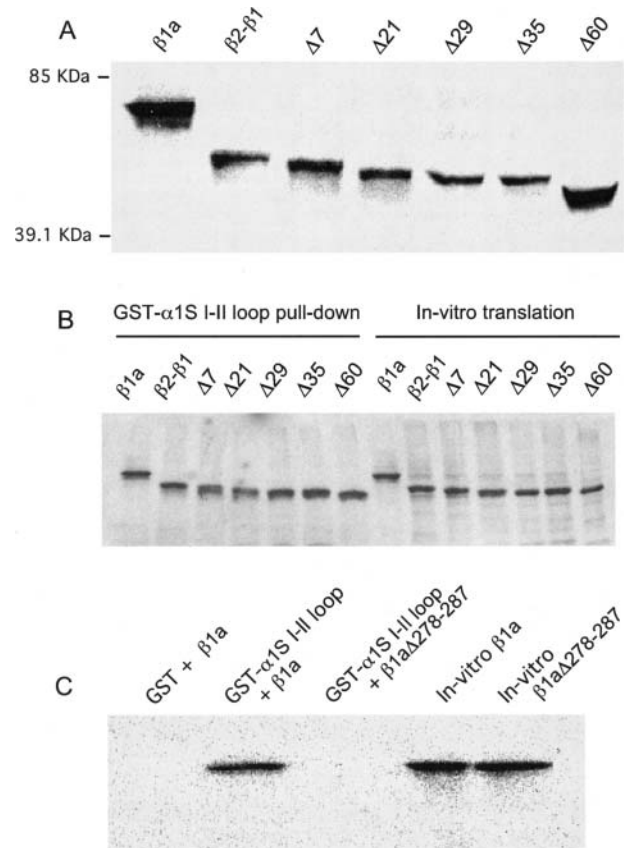 A
β1a β2-β1 Δ7 Δ21 Δ29 Δ35 Δ60
85 KDa
39.1 KDa
B
GST-α1S I-II loop pull-down In-vitro translation
β1a β2-β1 Δ7 Δ21 Δ29 Δ35 Δ60 β1a β2-β1 Δ7 Δ21 Δ29 Δ35 Δ60
C
GST + β1a
GST-α1S I-II loop
+ β1a
GST-α1S I-II loop
+ β1aΔ278-287
In-vitro β1a
In-vitro
β1aΔ278-287